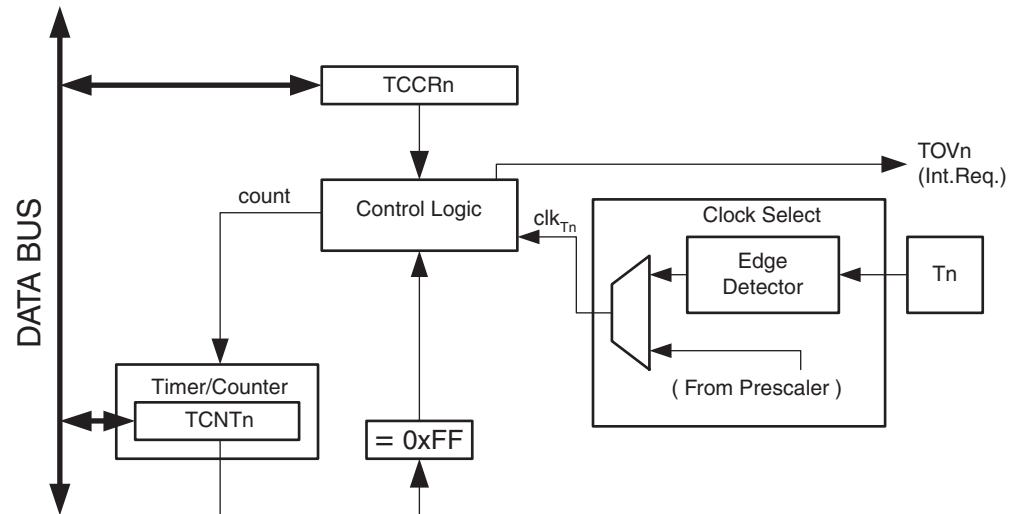 TCCRn
TOVn
(Int.Req.)
count
Control Logic
clkTn
Clock Select
Edge
Detector
Tn
DATA BUS
Timer/Counter
TCNTn
= 0xFF
( From Prescaler )